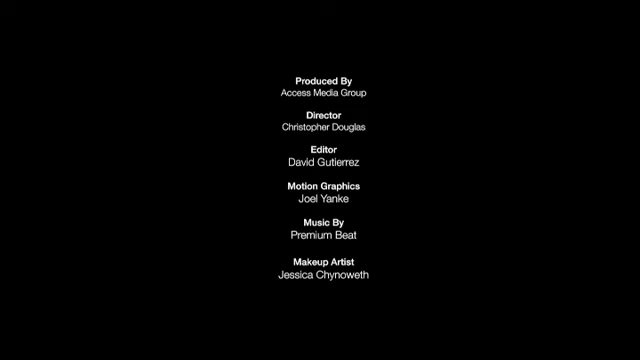 Produced By
Access Media Group
Director
Christopher Douglas
Editor
David Gutierrez
Motion Graphics
Joel Yanke
Music By
Premium Beat
Makeup Artist
Jessica Chynoweth